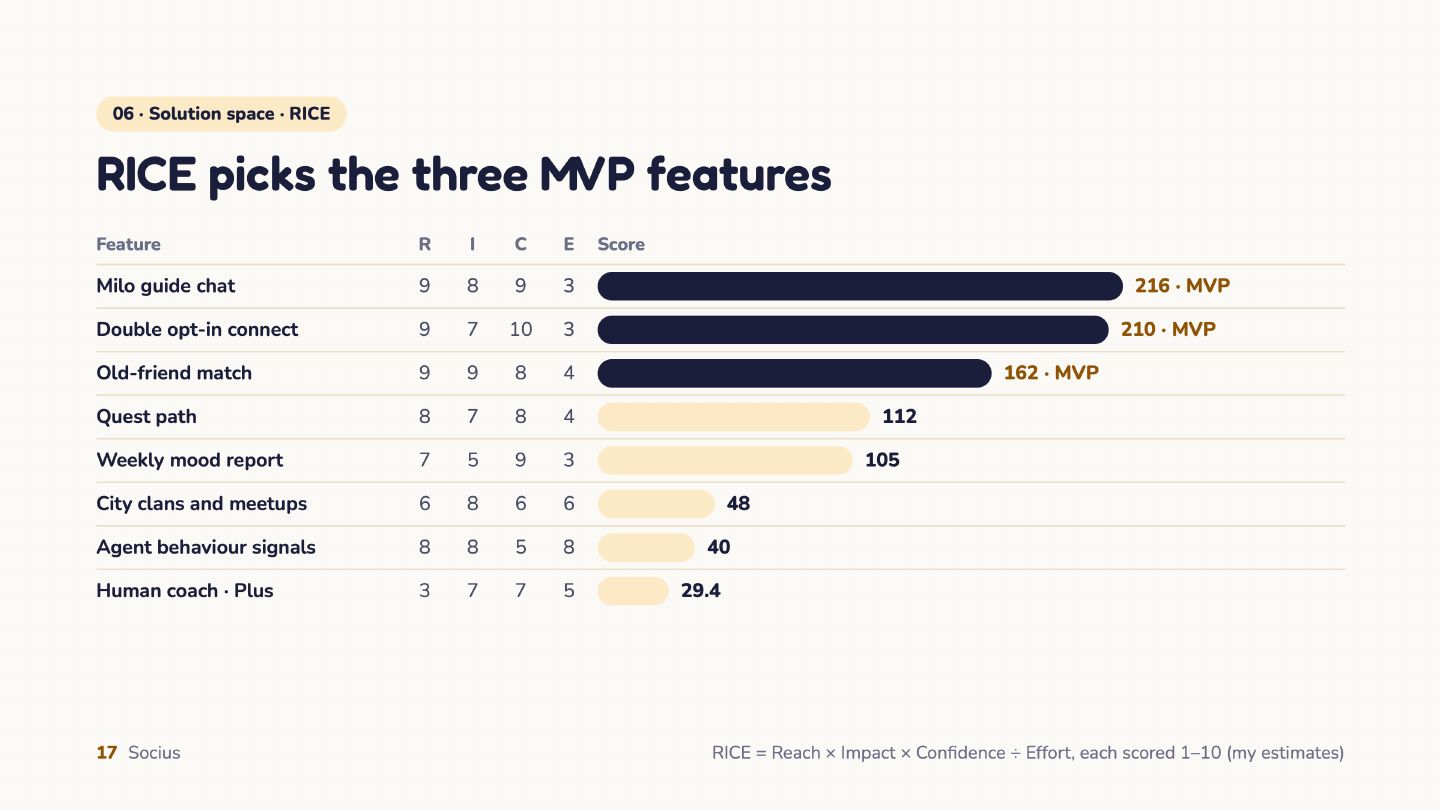 06 · Solution space · RICE
RICE picks the three MVP features
Feature R I C E Score
Milo guide chat 9 8 9 3 216 · MVP
Double opt-in connect 9 7 10 3 210 · MVP
Old-friend match 9 9 8 4 162 · MVP
Quest path 8 7 8 4 112
Weekly mood report 7 5 9 3 105
City clans and meetups 6 8 6 6 48
Agent behaviour signals 8 8 5 8 40
Human coach · Plus 3 7 7 5 29.4
17 Socius RICE = Reach × Impact × Confidence ÷ Effort, each scored 1–10 (my estimates)